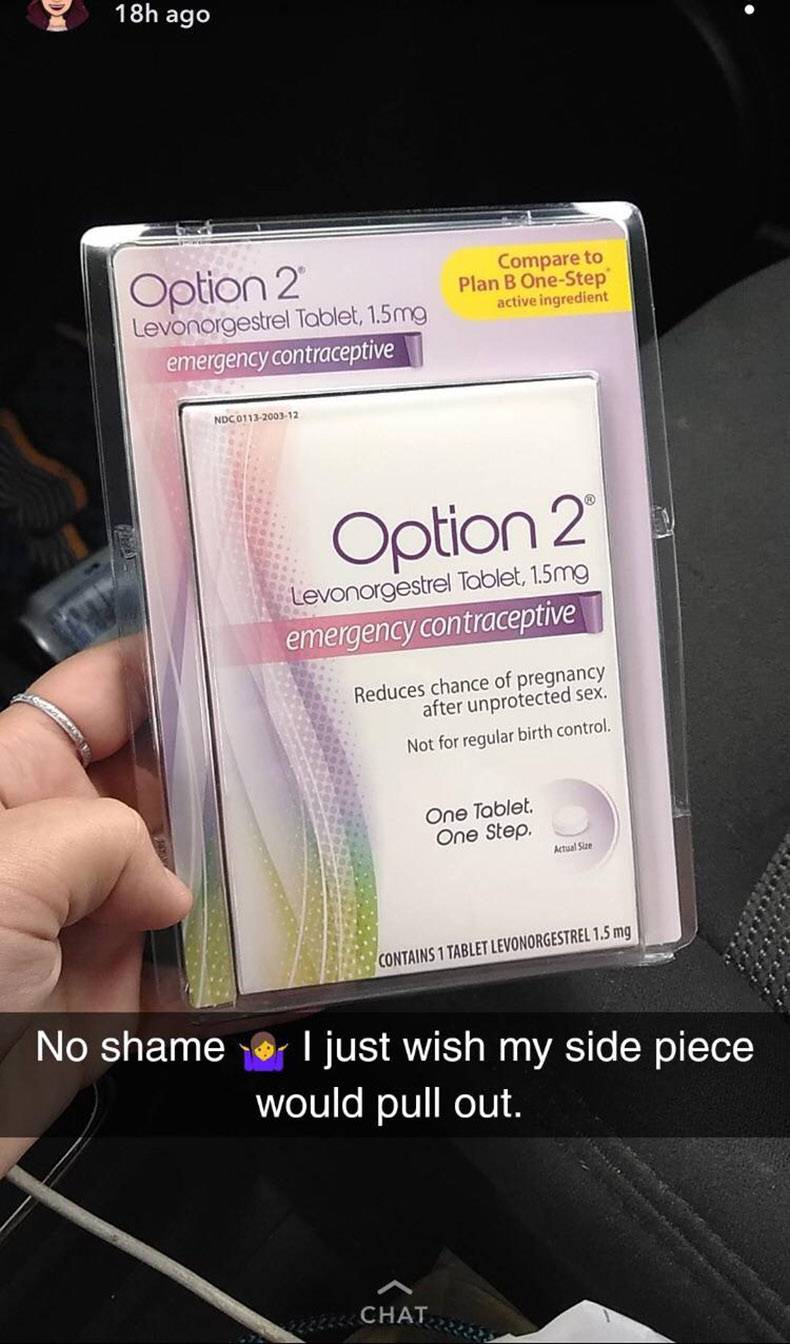 18h ago
Option 2®
Levonorgestrel Tablet, 1.5mg
emergency contraceptive
Compare to
Plan B One-Step*
active ingredient
NDC 0113-2003-12
Option 2®
Levonorgestrel Tablet, 1.5mg
emergency contraceptive
Reduces chance of pregnancy
after unprotected sex.
Not for regular birth control.
One Tablet.
One Step.
Actual Size
CONTAINS 1 TABLET LEVONORGESTREL 1.5 mg
No shame 🤷‍♀️ I just wish my side piece
would pull out.
CHAT